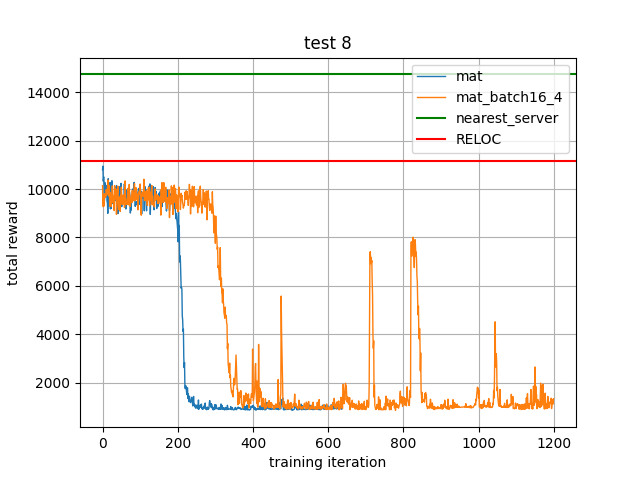 test 8
mat
mat_batch16_4
nearest_server
RELOC
total reward
14000
12000
10000
8000
6000
4000
2000
0
200
400
600
800
1000
1200
training iteration